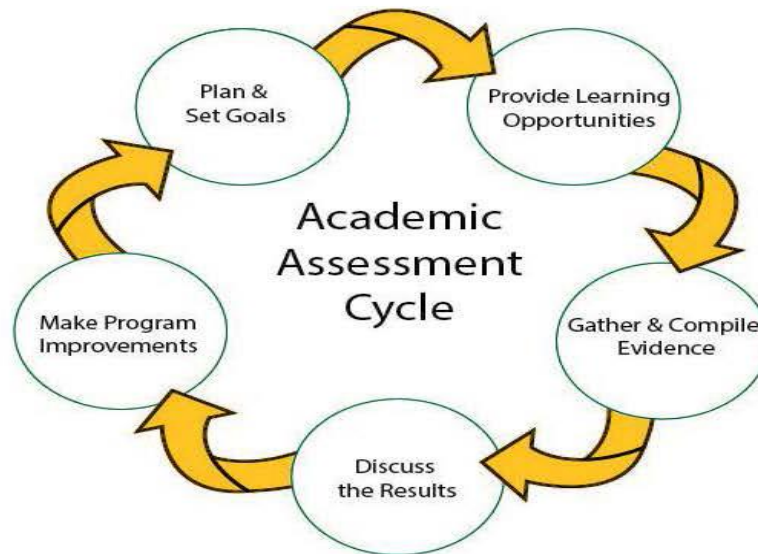 Plan &
Set Goals
Provide Learning
Opportunities
Academic
Assessment
Cycle
Make Program
Improvements
Gather & Compile
Evidence
Discuss
the Results